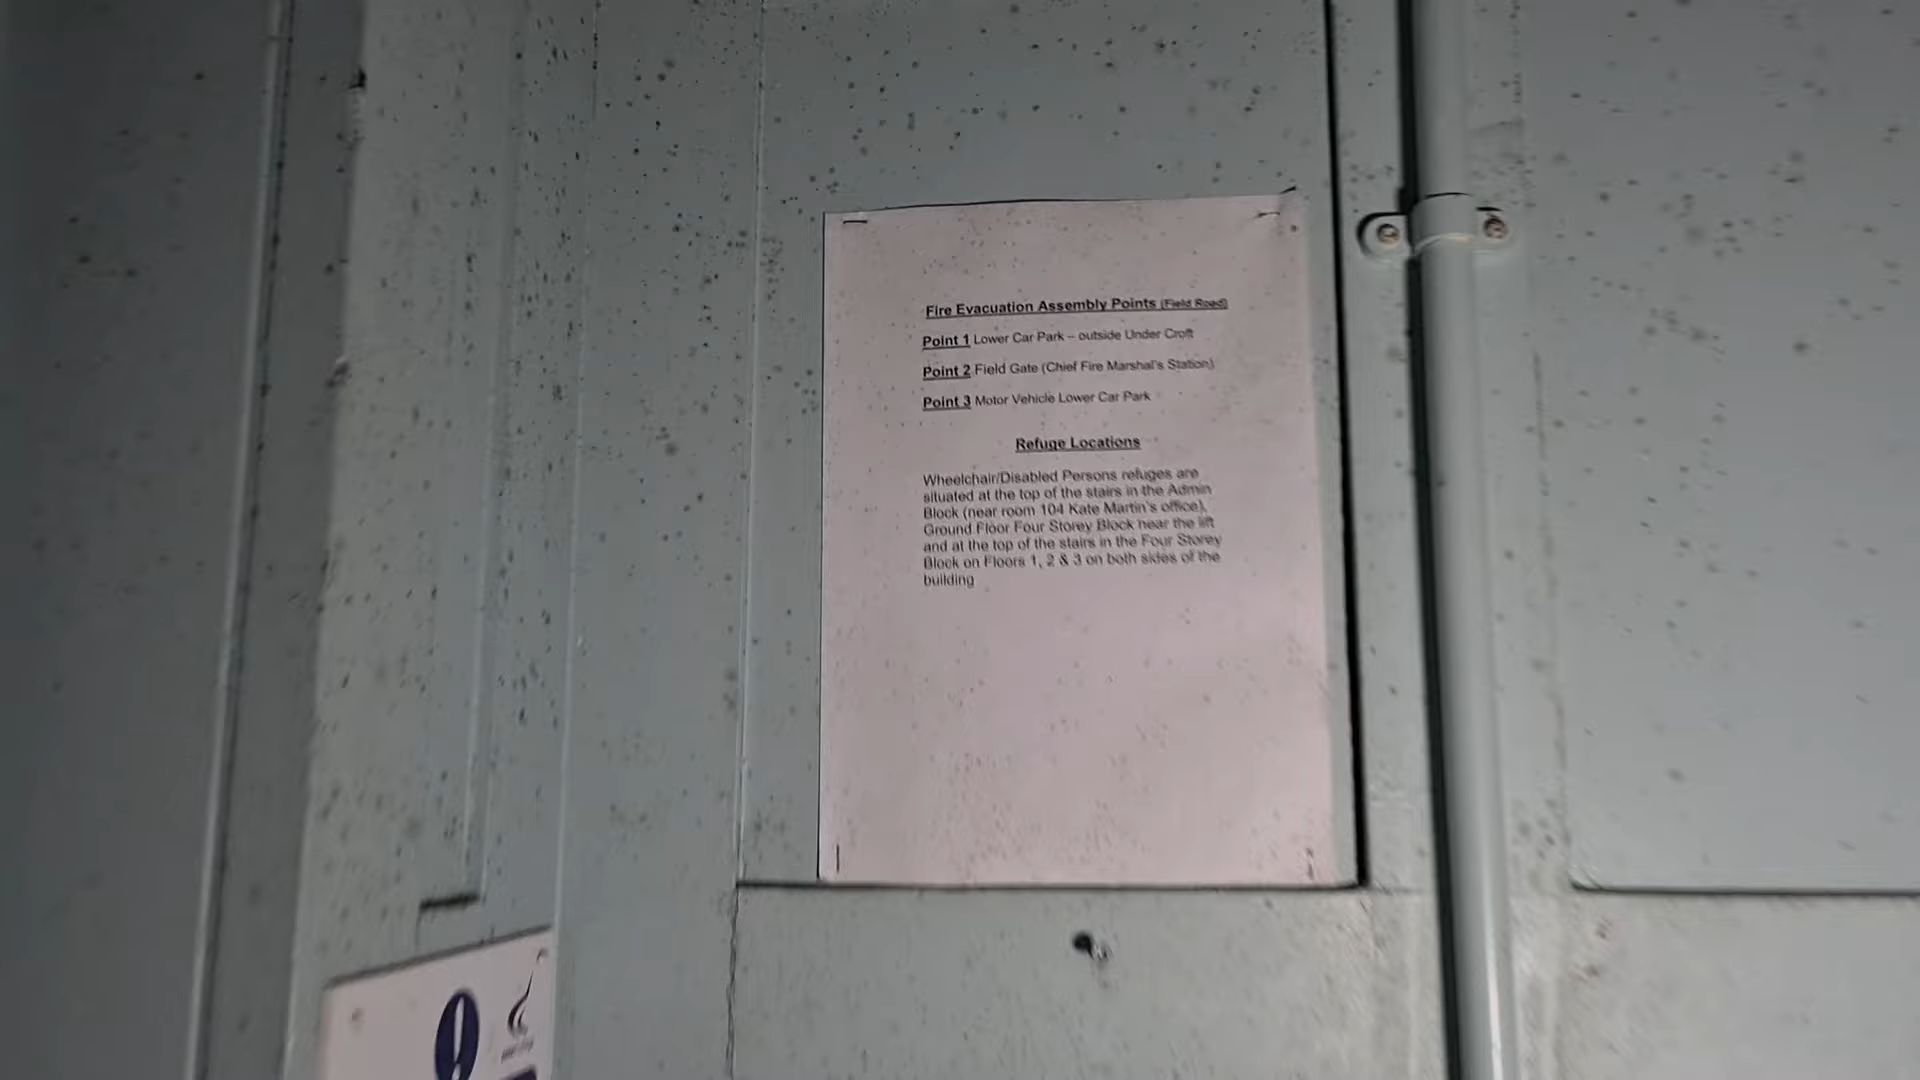 Fire Evacuation Assembly Points (Field Road)
Point 1 Lower Car Park – outside Under Croft
Point 2 Field Gate (Chief Fire Marshal's Station)
Point 3 Motor Vehicle Lower Car Park
Refuge Locations
Wheelchair/Disabled Persons refuges are
situated at the top of the stairs in the Admin
Block (near room 104 Kate Martin's office),
Ground Floor Four Storey Block near the lift
and at the top of the stairs in the Four Storey
Block on Floors 1, 2 & 3 on both sides of the
building